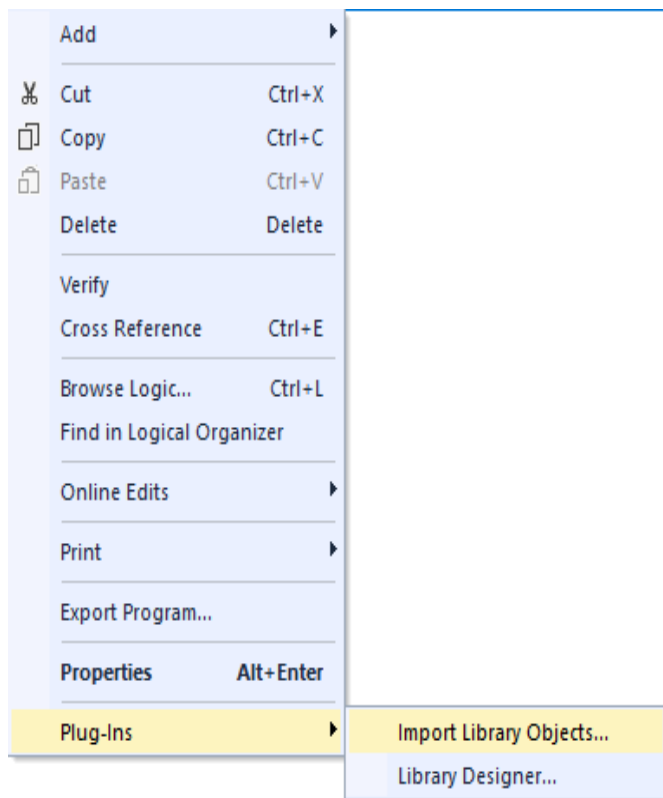 Add
Cut Ctrl+X
Copy Ctrl+C
Paste Ctrl+V
Delete Delete
Verify
Cross Reference Ctrl+E
Browse Logic... Ctrl+L
Find in Logical Organizer
Online Edits
Print
Export Program...
Properties Alt+Enter
Plug-Ins Import Library Objects...
Library Designer...